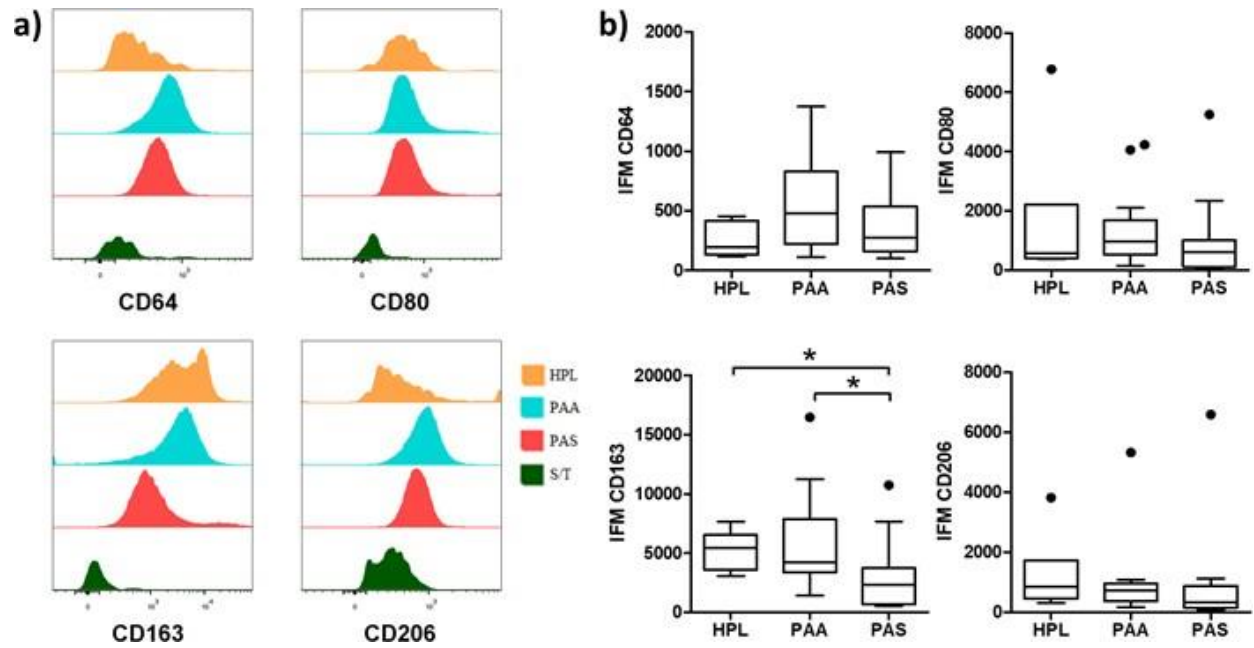 a)
CD64
CD80
CD163
CD206
HPL
PAA
PAS
S/T
b)
IFM CD64
2000
1500
1000
500
0
HPL PAA PAS
IFM CD80
8000
6000
4000
2000
0
HPL PAA PAS
IFM CD163
20000
15000
10000
5000
0
* 
*
HPL PAA PAS
IFM CD206
8000
6000
4000
2000
0
HPL PAA PAS